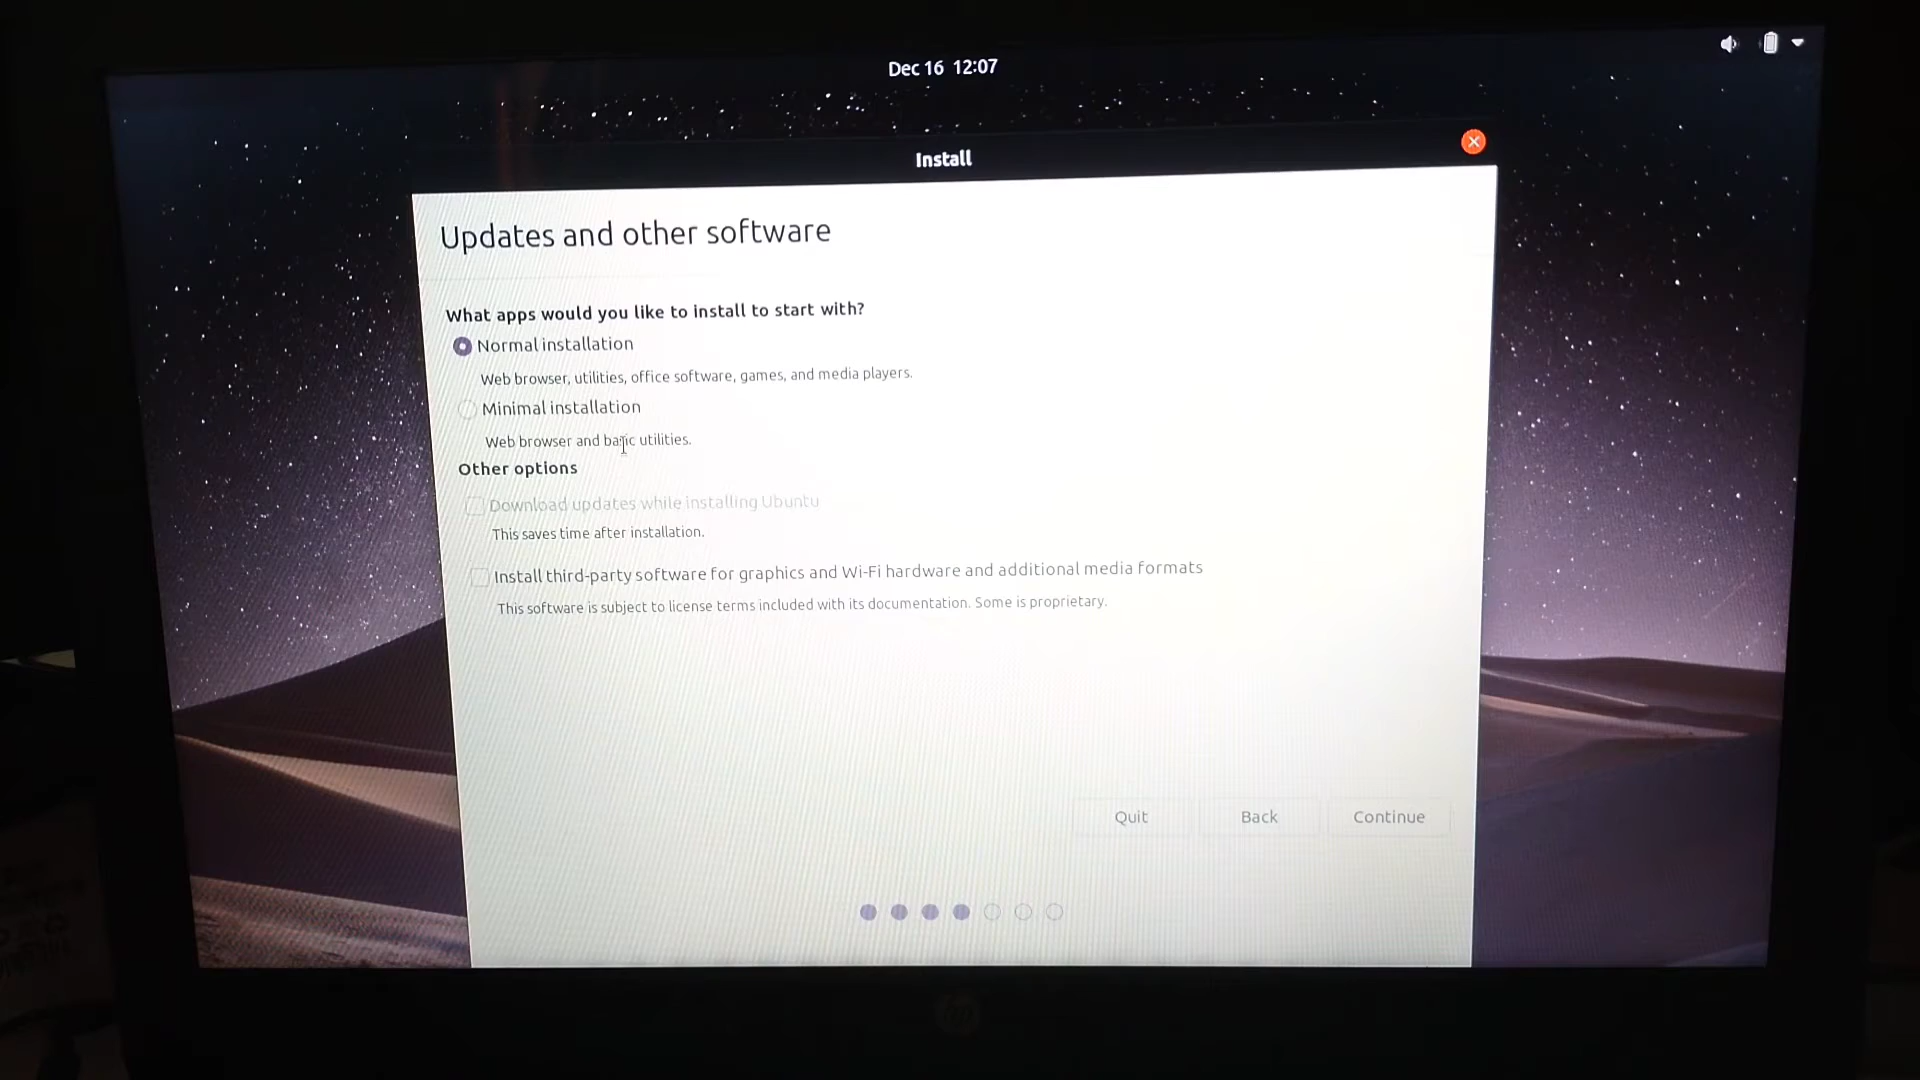 Dec 16 12:07
Install
Updates and other software
What apps would you like to install to start with?
Normal installation
Web browser, utilities, office software, games, and media players.
Minimal installation
Web browser and basic utilities.
Other options
Download updates while installing Ubuntu
This saves time after installation.
Install third-party software for graphics and Wi-Fi hardware and additional media formats
This software is subject to license terms included with its documentation. Some is proprietary.
Quit Back Continue
hp